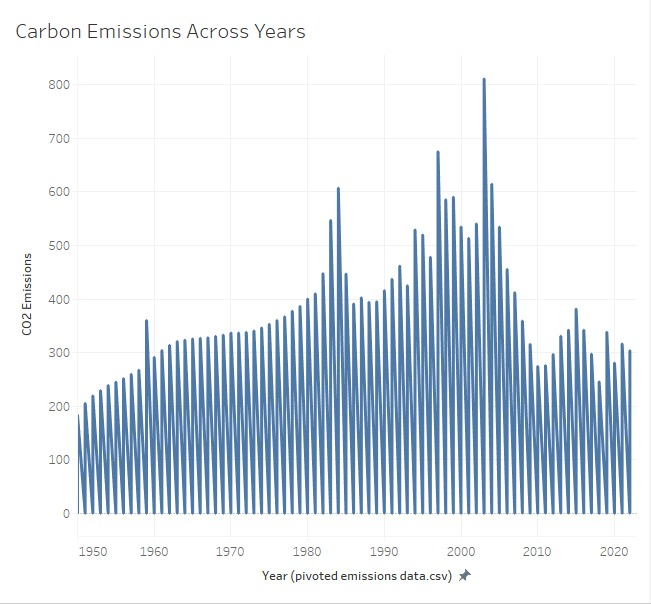 Carbon Emissions Across Years
800
700
600
500
400
300
200
100
0
CO2 Emissions
1950 1960 1970 1980 1990 2000 2010 2020
Year (pivoted emissions data.csv)